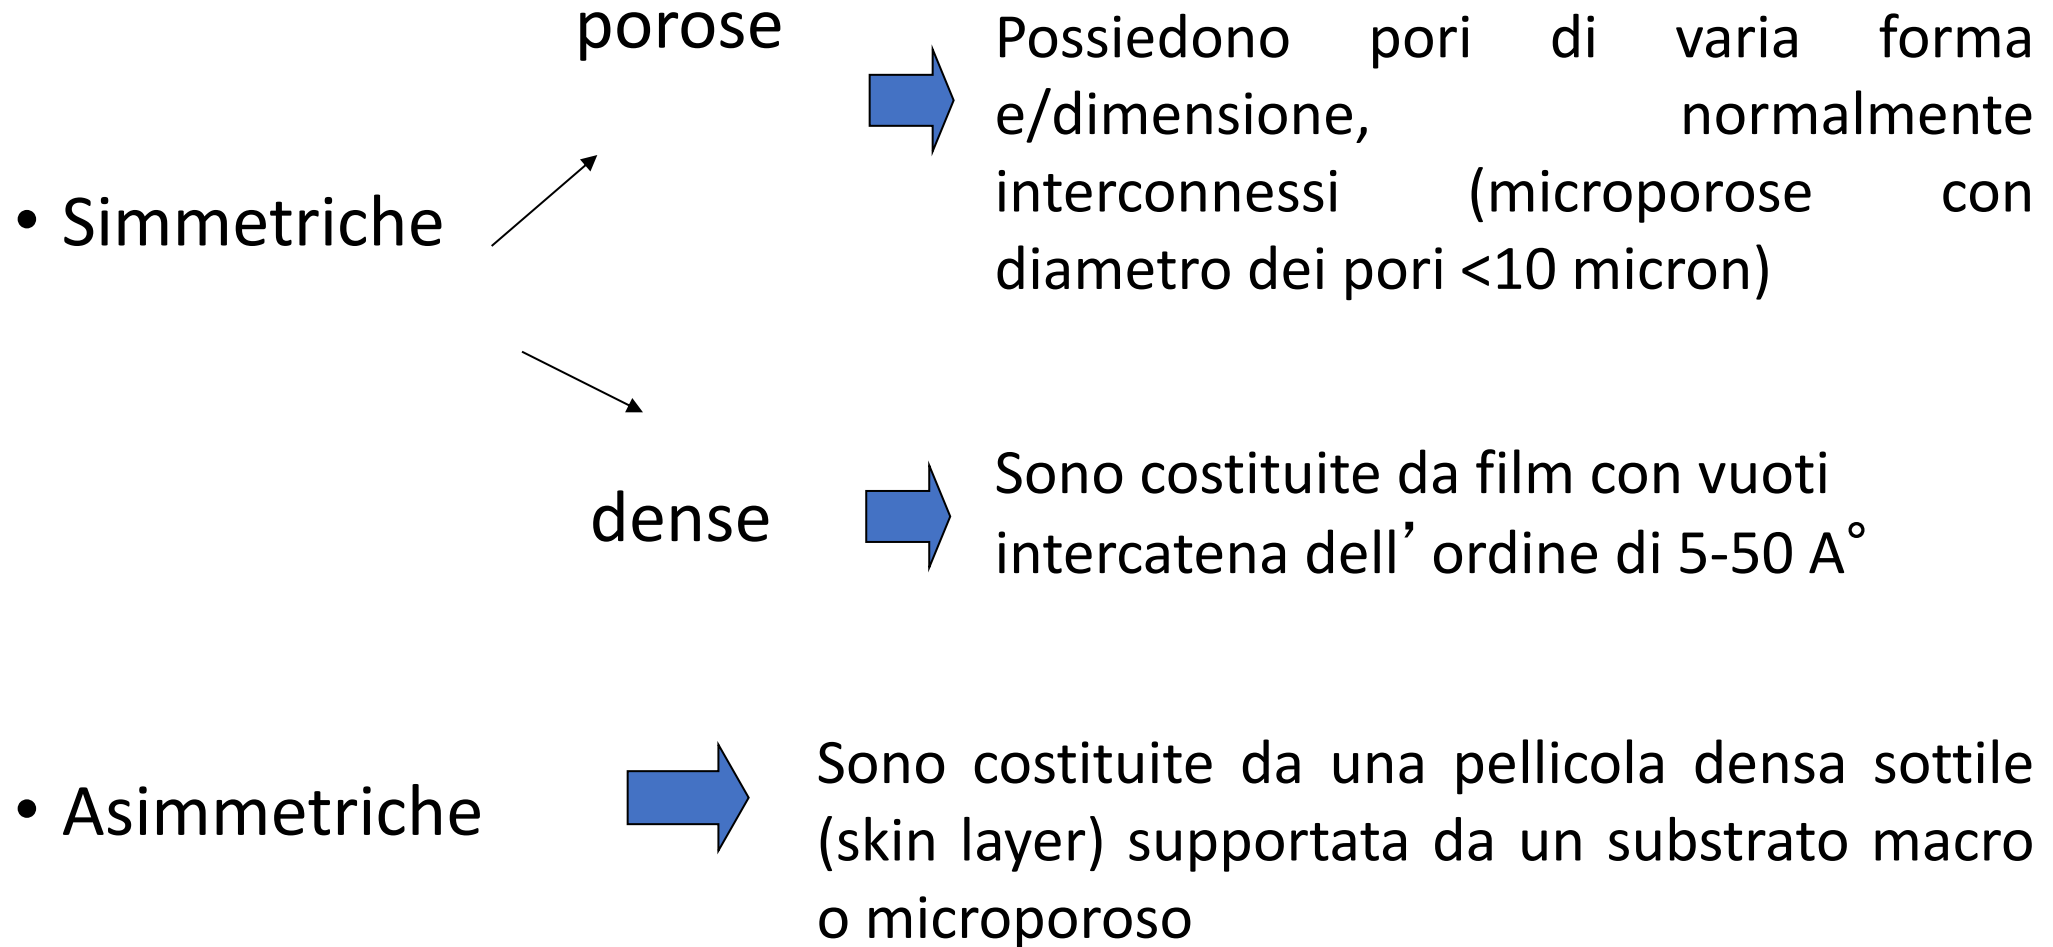 porose
Possiedono pori di varia forma
e/dimensione, normalmente
interconnessi (microporose con
diametro dei pori <10 micron)
• Simmetriche
dense
Sono costituite da film con vuoti
intercatena dell’ordine di 5-50 A°
• Asimmetriche
Sono costituite da una pellicola densa sottile
(skin layer) supportata da un substrato macro
o microporoso